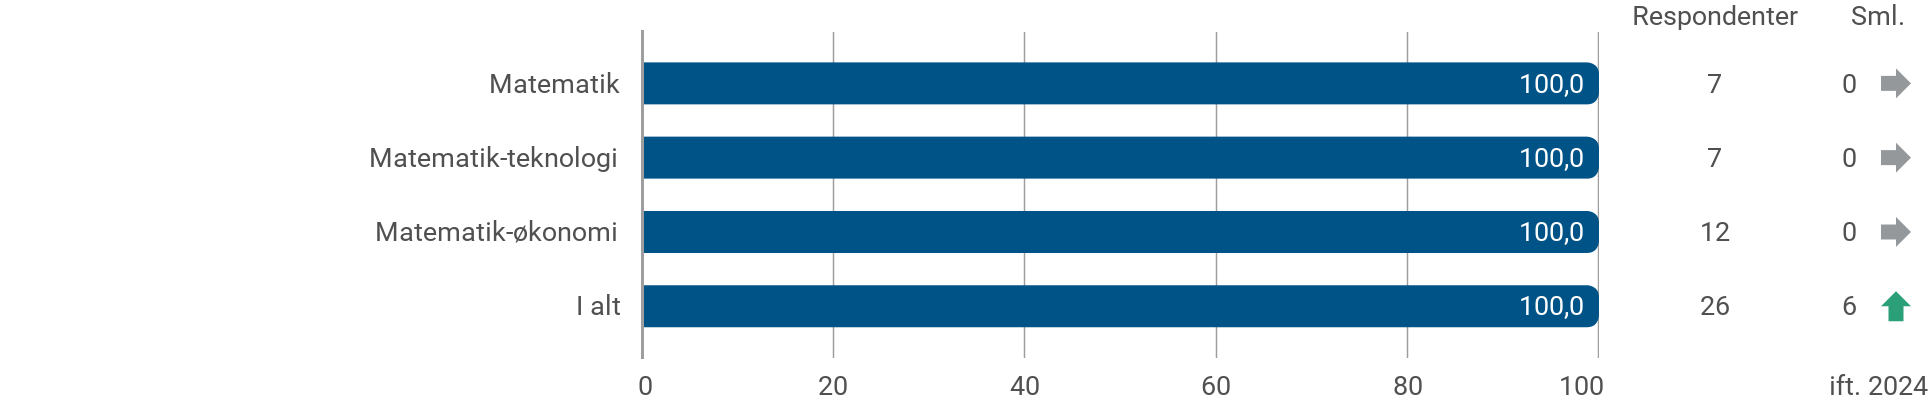 Respondenter Sml.
Matematik 100,0 7 0
Matematik-teknologi 100,0 7 0
Matematik-økonomi 100,0 12 0
I alt 100,0 26 6
0 20 40 60 80 100 ift. 2024